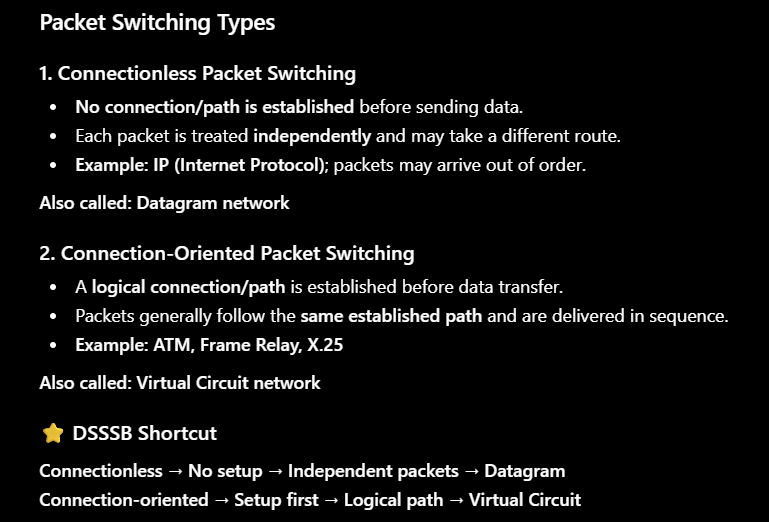 Packet Switching Types
1. Connectionless Packet Switching
• No connection/path is established before sending data.
• Each packet is treated independently and may take a different route.
• Example: IP (Internet Protocol); packets may arrive out of order.
Also called: Datagram network
2. Connection-Oriented Packet Switching
• A logical connection/path is established before data transfer.
• Packets generally follow the same established path and are delivered in sequence.
• Example: ATM, Frame Relay, X.25
Also called: Virtual Circuit network
⭐ DSSSB Shortcut
Connectionless → No setup → Independent packets → Datagram
Connection-oriented → Setup first → Logical path → Virtual Circuit